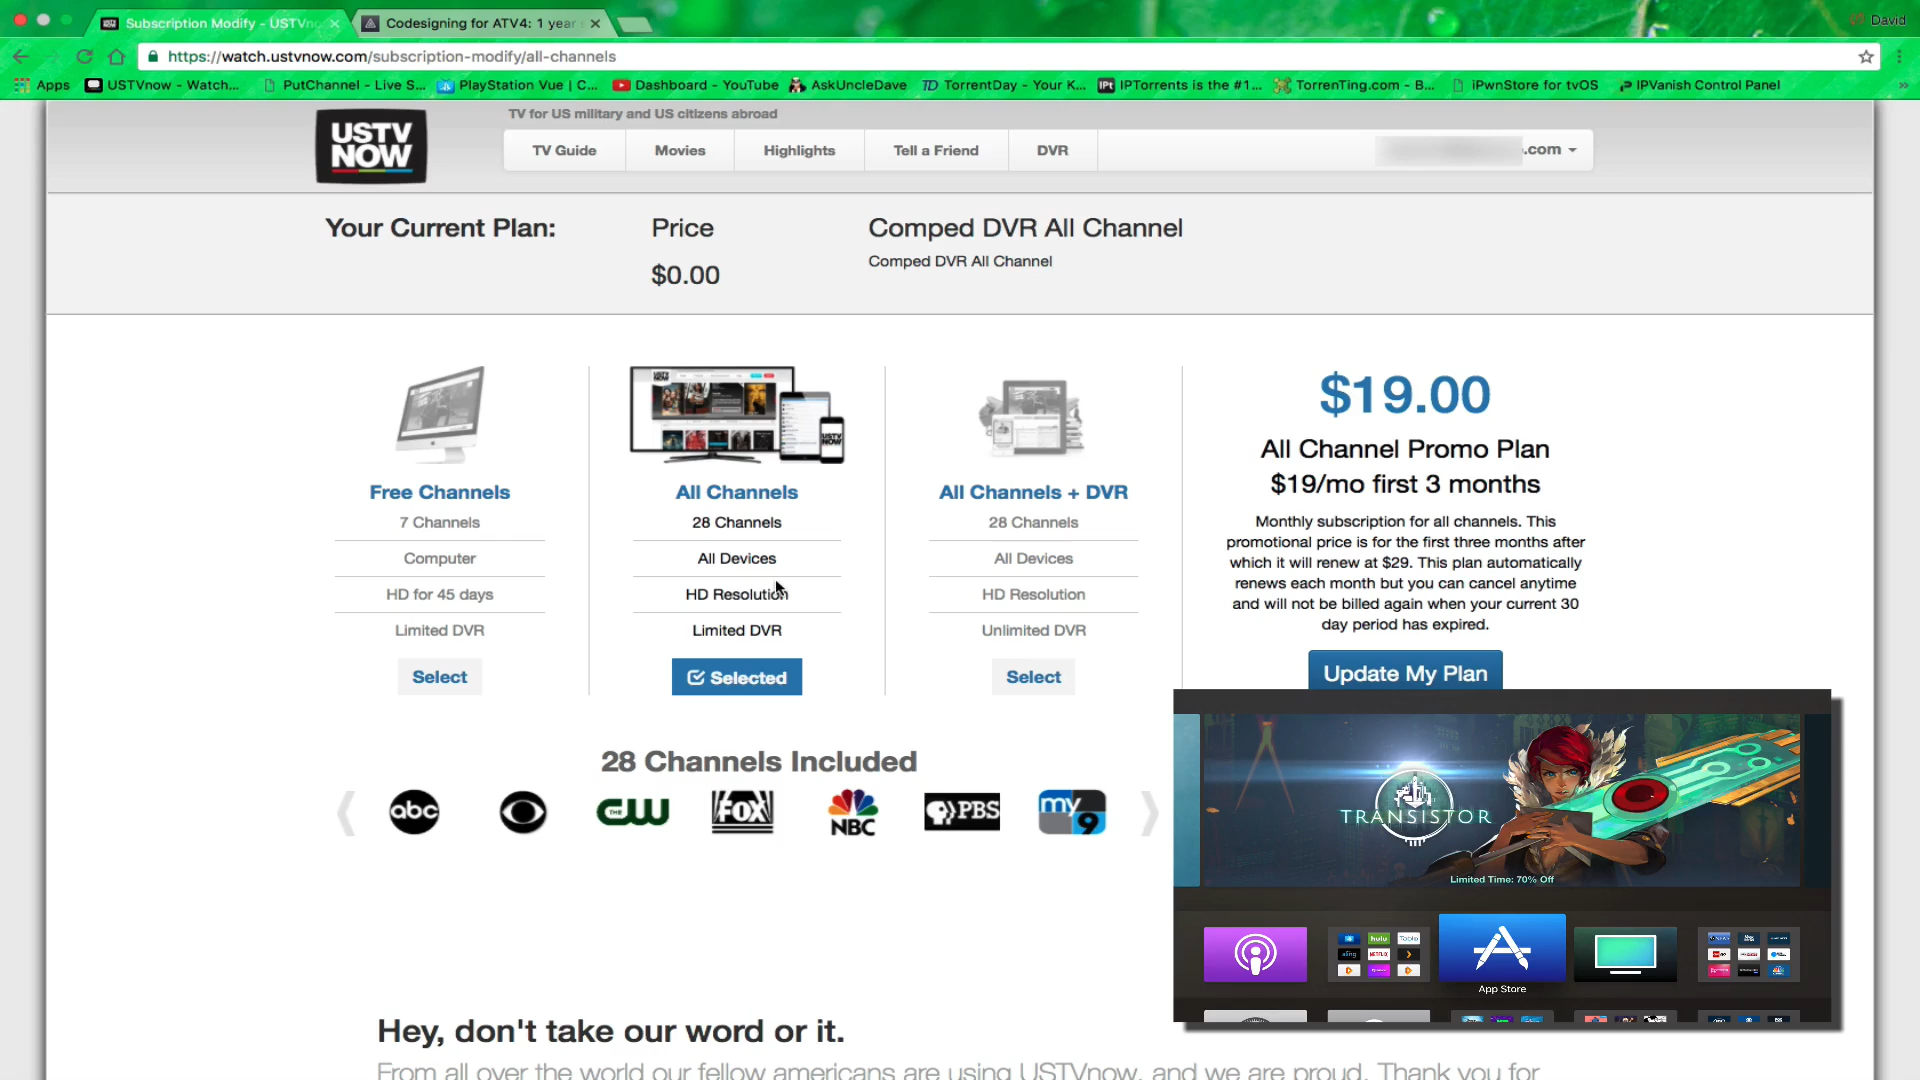 Subscription Modify - USTVno
Codesigning for ATV4: 1 year
David
https://watch.ustvnow.com/subscription-modify/all-channels
Apps
USTVnow - Watch...
PutChannel - Live S...
PlayStation Vue | C...
Dashboard - YouTube
AskUncleDave
TD TorrentDay - Your K...
IPt IPTorrents is the #1...
TorrenTing.com - B...
iPwnStore for tvOS
IPVanish Control Panel
USTV NOW
TV for US military and US citizens abroad
TV Guide
Movies
Highlights
Tell a Friend
DVR
.com
Your Current Plan:
Price
$0.00
Comped DVR All Channel
Comped DVR All Channel
Free Channels
7 Channels
Computer
HD for 45 days
Limited DVR
Select
All Channels
28 Channels
All Devices
HD Resolution
Limited DVR
Selected
All Channels + DVR
28 Channels
All Devices
HD Resolution
Unlimited DVR
Select
$19.00
All Channel Promo Plan
$19/mo first 3 months
Monthly subscription for all channels. This
promotional price is for the first three months after
which it will renew at $29. This plan automatically
renews each month but you can cancel anytime
and will not be billed again when your current 30
day period has expired.
Update My Plan
28 Channels Included
abc
THE CW
FOX
NBC
PBS
my 9
TRANSISTOR
Limited Time: 70% Off
hulu
Tablo
sling
NETFLIX
App Store
Hey, don't take our word or it.
From all over the world our fellow americans are using USTVnow, and we are proud. Thank you for